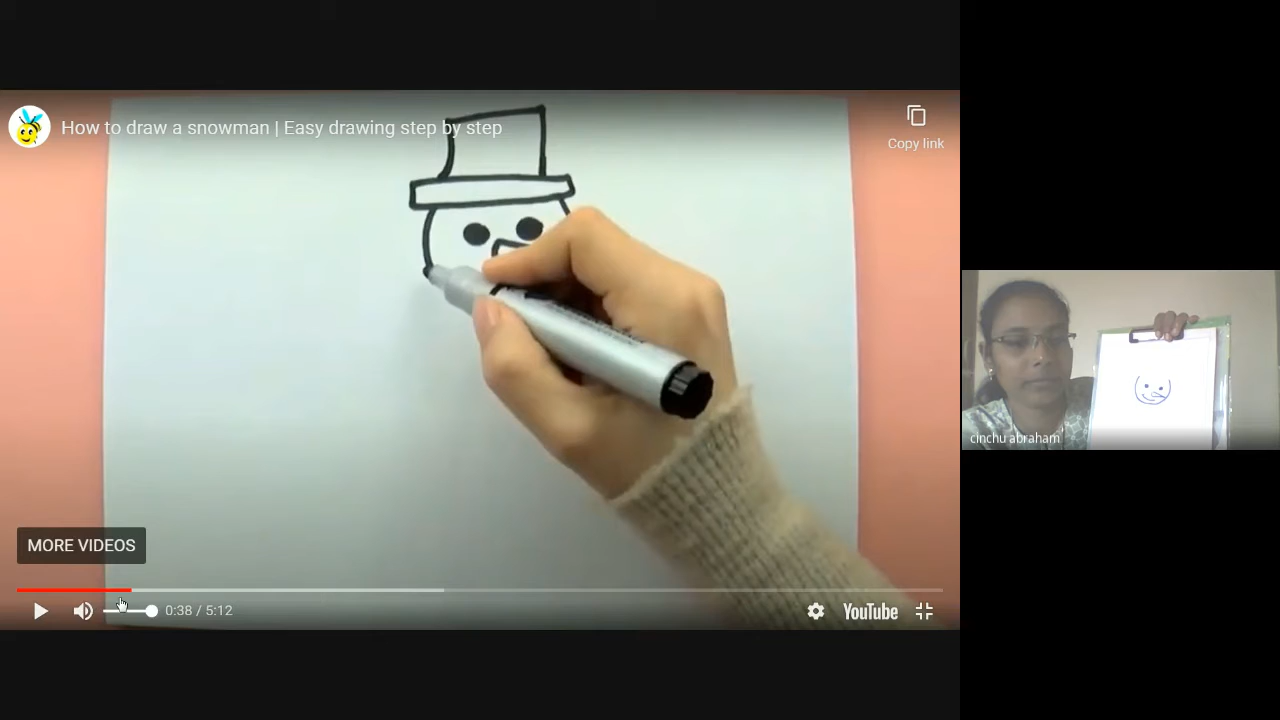 How to draw a snowman | Easy drawing step by step
Copy link
cinchu abraham
MORE VIDEOS
0:38 / 5:12
YouTube